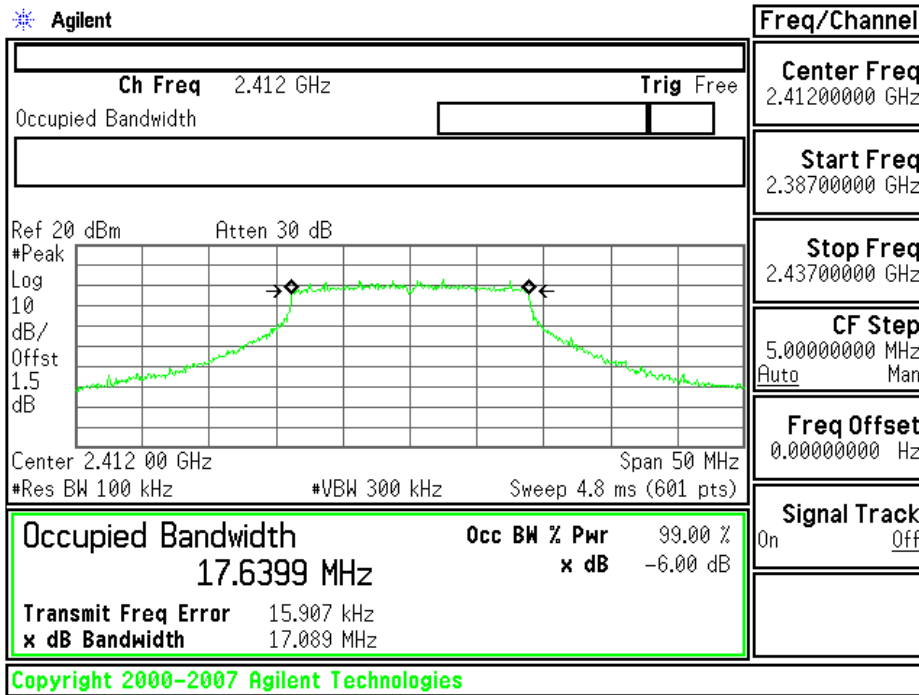 Agilent
Freq/Channel
Ch Freq 2.412 GHz Trig Free
Occupied Bandwidth
Center Freq
2.41200000 GHz
Start Freq
2.38700000 GHz
Stop Freq
2.43700000 GHz
CF Step
5.00000000 MHz
Auto Man
Freq Offset
0.00000000 Hz
Signal Track
On Off
Ref 20 dBm Atten 30 dB
#Peak
Log
10
dB/
Offst
1.5
dB
Center 2.412 00 GHz Span 50 MHz
#Res BW 100 kHz #VBW 300 kHz Sweep 4.8 ms (601 pts)
Occupied Bandwidth Occ BW % Pwr 99.00 %
17.6399 MHz x dB -6.00 dB
Transmit Freq Error 15.907 kHz
x dB Bandwidth 17.089 MHz
Copyright 2000-2007 Agilent Technologies